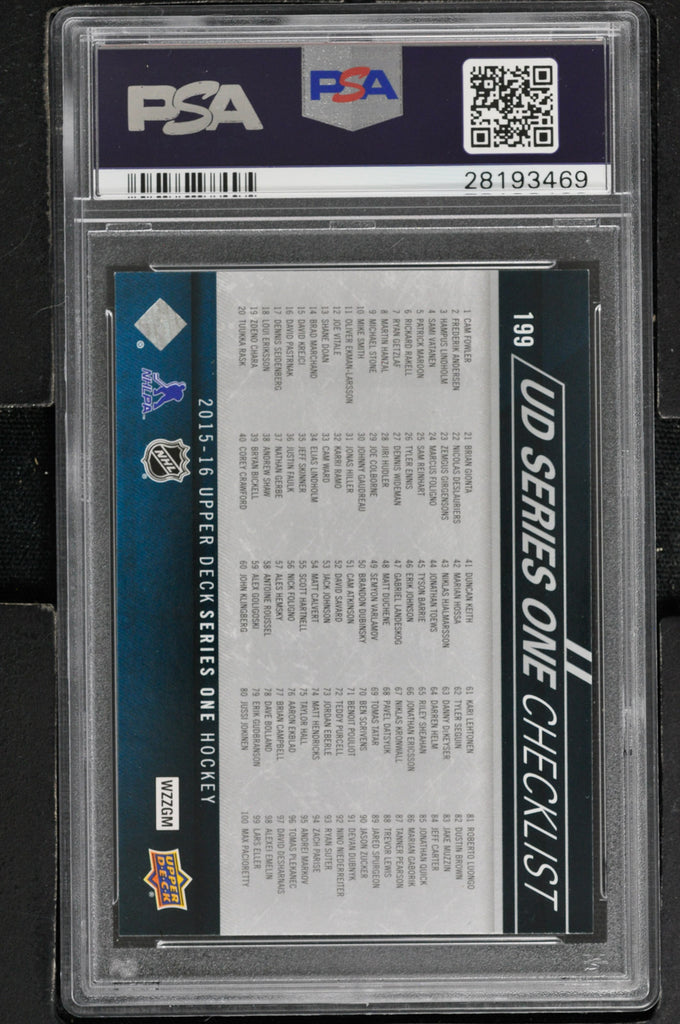 PSA
PSA
28193469
199
UD SERIES ONE CHECKLIST
1 CAM FOWLER
2 FREDERIK ANDERSEN
3 HAMPUS LINDHOLM
4 SAMI VATANEN
5 PATRICK MAROON
6 RICKARD RAKELL
7 RYAN GETZLAF
8 MARTIN HANZAL
9 MICHAEL STONE
10 MIKE SMITH
11 OLIVER EKMAN-LARSSON
12 JOE VITALE
13 SHANE DOAN
14 BRAD MARCHAND
15 DAVID KREJCI
16 DAVID PASTRNAK
17 DENNIS SEIDENBERG
18 LOUI ERIKSSON
19 ZDENO CHARA
20 TUUKKA RASK
21 BRIAN GIONTA
22 NICOLAS DESLAURIERS
23 ZEMGUS GIRGENSONS
24 MARCUS FOLIGNO
25 SAM REINHART
26 TYLER ENNIS
27 DENNIS WIDEMAN
28 JIRI HUDLER
29 JOE COLBORNE
30 JOHNNY GAUDREAU
31 JONAS HILLER
32 KARRI RAMO
33 CAM WARD
34 ELIAS LINDHOLM
35 JEFF SKINNER
36 JUSTIN FAULK
37 NATHAN GERBE
38 ANDREW SHAW
39 BRYAN BICKELL
40 COREY CRAWFORD
41 DUNCAN KEITH
42 MARIAN HOSSA
43 NIKLAS HJALMARSSON
44 JONATHAN TOEWS
45 TYSON BARRIE
46 ERIK JOHNSON
47 GABRIEL LANDESKOG
48 MATT DUCHENE
49 SEMYON VARLAMOV
50 BRANDON DUBINSKY
51 CAM ATKINSON
52 DAVID SAVARD
53 JACK JOHNSON
54 MATT CALVERT
55 SCOTT HARTNELL
56 NICK FOLIGNO
57 ALES HEMSKY
58 ANTOINE ROUSSEL
59 ALEX GOLIGOSKI
60 JOHN KLINGBERG
61 KARI LEHTONEN
62 TYLER SEGUIN
63 DANNY DeKEYSER
64 DARREN HELM
65 RILEY SHEAHAN
66 JONATHAN ERICSSON
67 NIKLAS KRONWALL
68 PAVEL DATSYUK
69 TOMAS TATAR
70 BEN SCRIVENS
71 BENOIT POULIOT
72 TEDDY PURCELL
73 JORDAN EBERLE
74 MATT HENDRICKS
75 TAYLOR HALL
76 AARON EKBLAD
77 BRIAN CAMPBELL
78 DAVE BOLLAND
79 ERIK GUDBRANSON
80 JUSSI JOKINEN
81 ROBERTO LUONGO
82 DUSTIN BROWN
83 JAKE MUZZIN
84 JEFF CARTER
85 JONATHAN QUICK
86 MARIAN GABORIK
87 TANNER PEARSON
88 TREVOR LEWIS
89 JARED SPURGEON
90 JASON ZUCKER
91 DEVAN DUBNYK
92 NINO NIEDERREITER
93 RYAN SUTER
94 ZACH PARISE
95 ANDREI MARKOV
96 TOMAS PLEKANEC
97 DAVID DESHARNAIS
98 ALEXEI EMELIN
99 LARS ELLER
100 MAX PACIORETTY
2015-16 UPPER DECK SERIES ONE HOCKEY
NHLPA
NHL
WZZGM
UPPER DECK